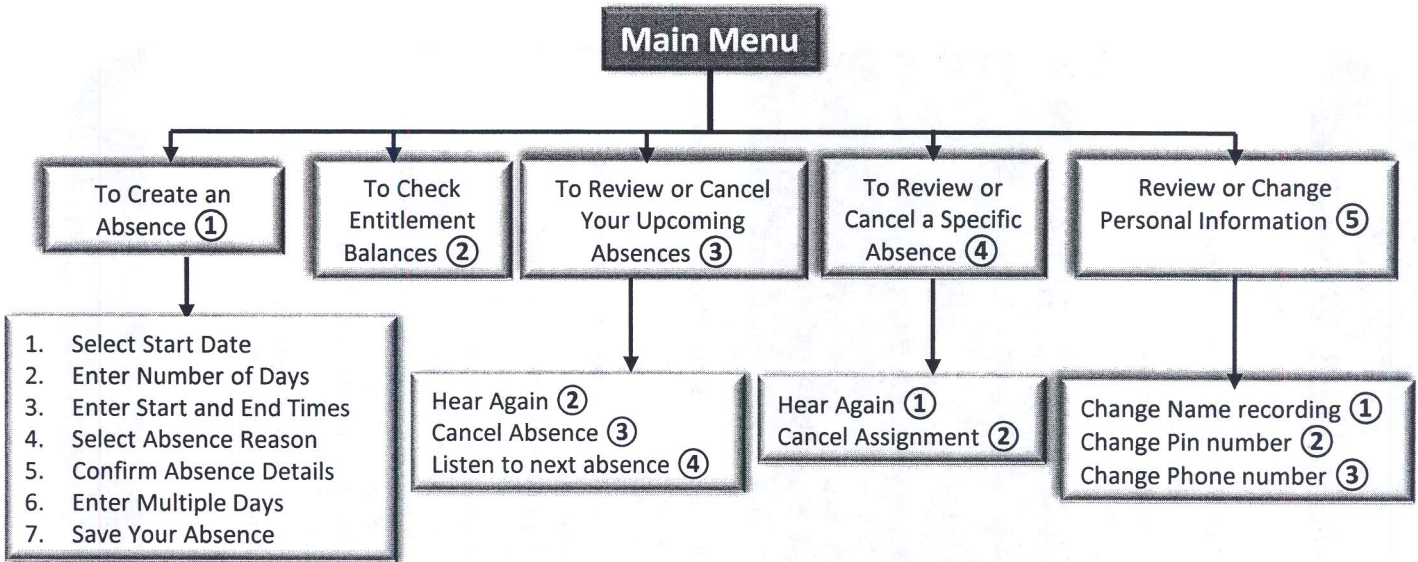 Main Menu
To Create an
Absence ①
To Check
Entitlement
Balances ②
To Review or Cancel
Your Upcoming
Absences ③
To Review or
Cancel a Specific
Absence ④
Review or Change
Personal Information ⑤
1. Select Start Date
2. Enter Number of Days
3. Enter Start and End Times
4. Select Absence Reason
5. Confirm Absence Details
6. Enter Multiple Days
7. Save Your Absence
Hear Again ②
Cancel Absence ③
Listen to next absence ④
Hear Again ①
Cancel Assignment ②
Change Name recording ①
Change Pin number ②
Change Phone number ③